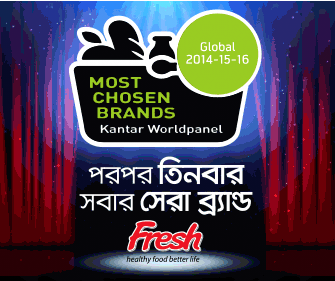 Global
2014-15-16
MOST
CHOSEN
BRANDS
Kantar Worldpanel
পরপর তিনবার
সবার সেরা ব্র্যান্ড
Fresh
healthy food better life